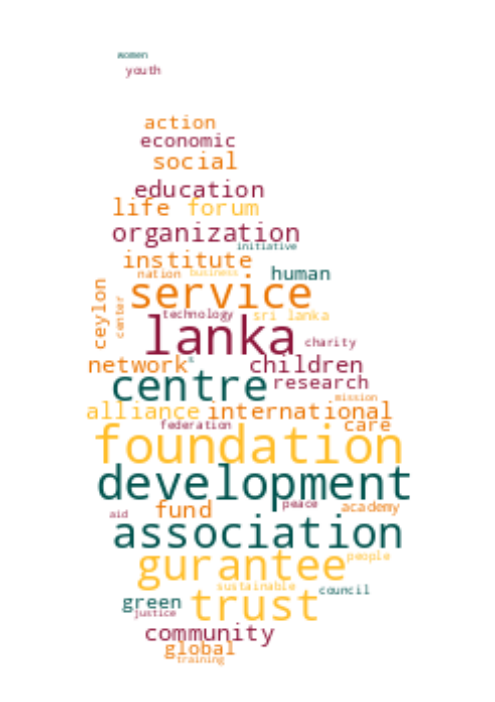 women
youth
action
economic
social
education
life forum
organization
initiative
institute
nation business human
service
ceylon center
technology sri lanka
lanka charity
network s children
centre research
mission
alliance international
federation care
foundation
development
aid fund peace academy
association
gurantee people
sustainable council
green trust
justice
community
global
training